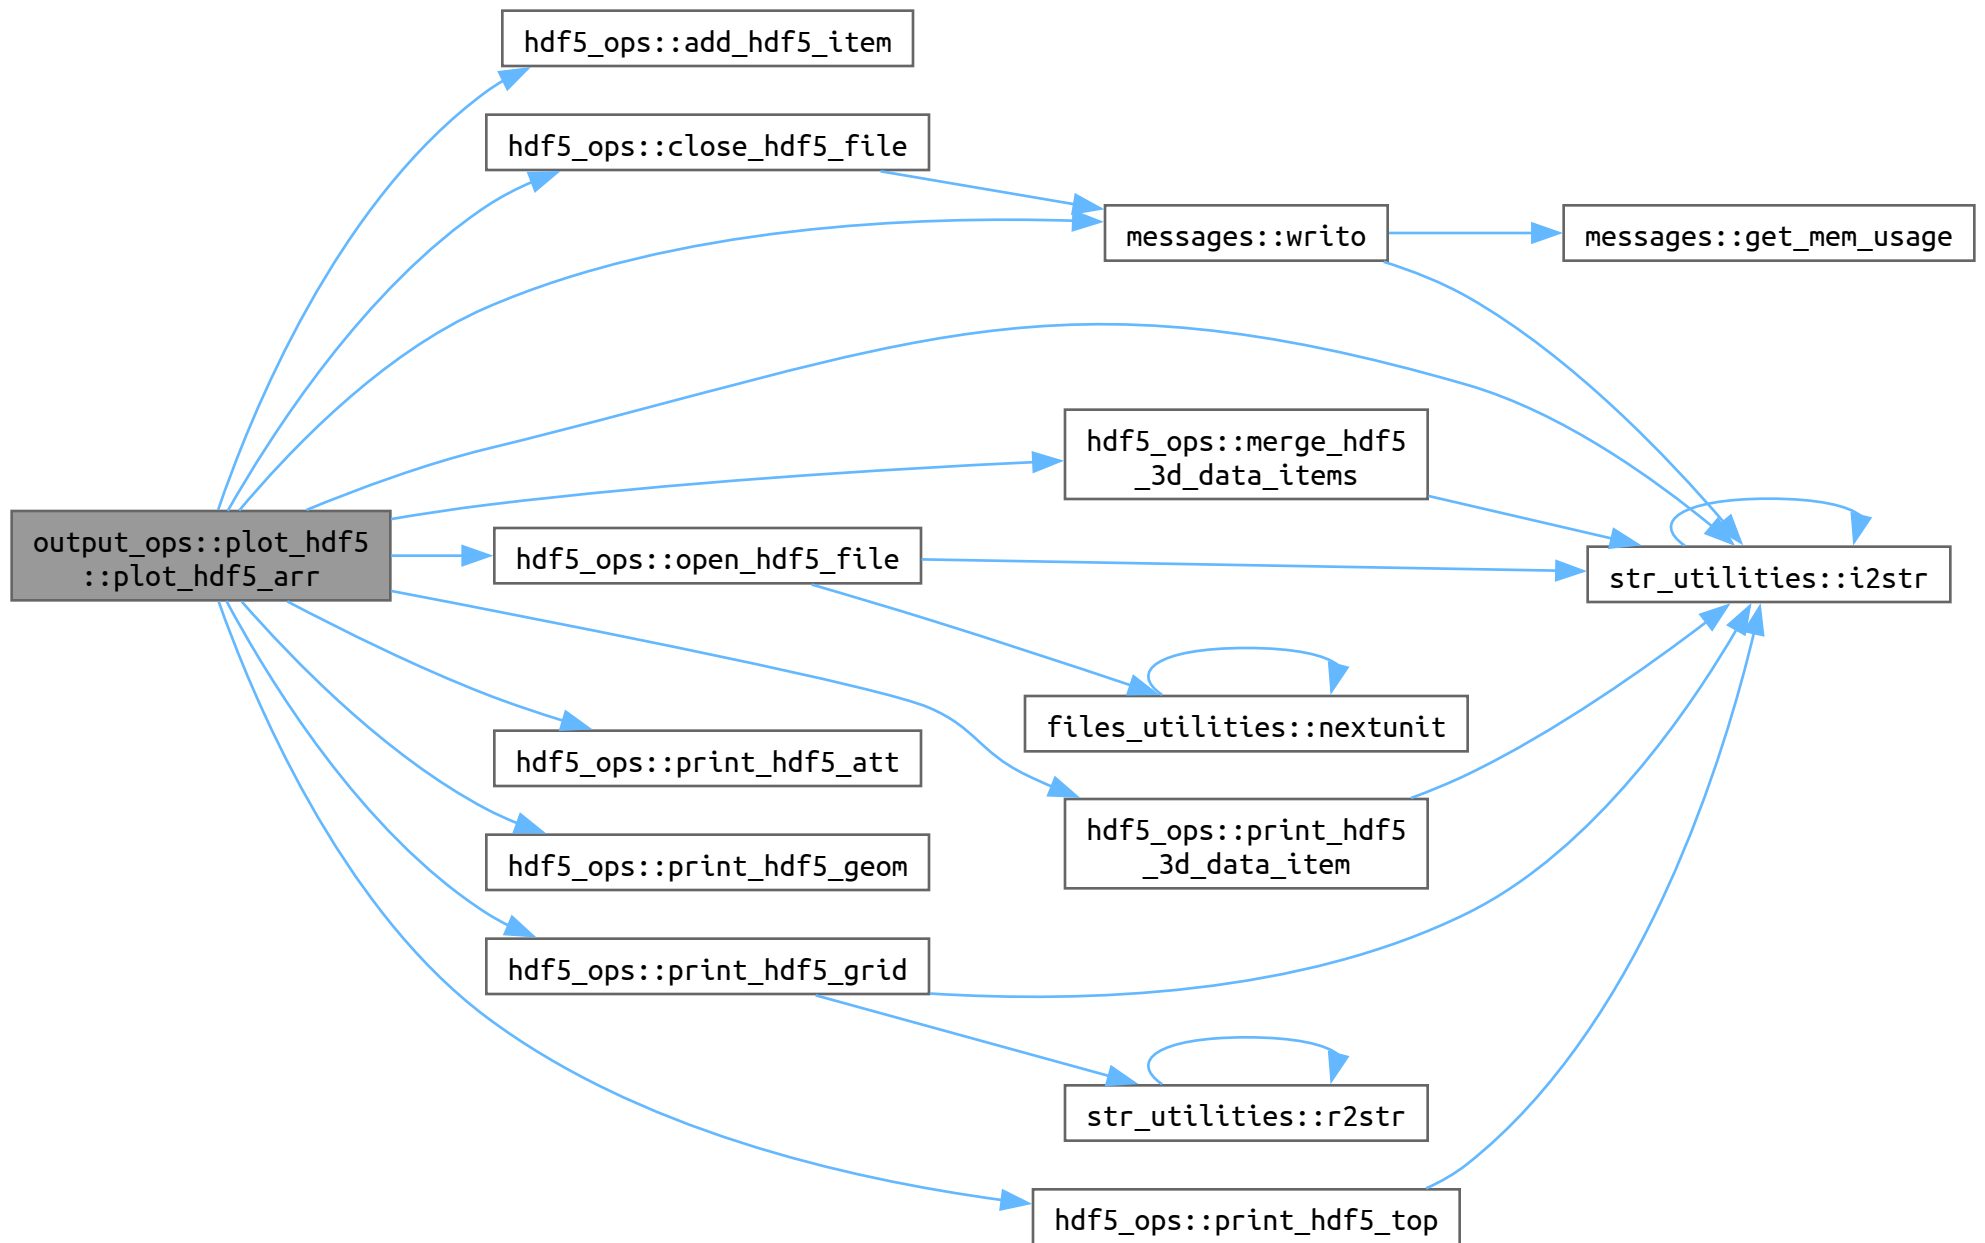 hdf5_ops::add_hdf5_item
hdf5_ops::close_hdf5_file
messages::writo
messages::get_mem_usage
hdf5_ops::merge_hdf5
_3d_data_items
output_ops::plot_hdf5
::plot_hdf5_arr
hdf5_ops::open_hdf5_file
str_utilities::i2str
files_utilities::nextunit
hdf5_ops::print_hdf5_att
hdf5_ops::print_hdf5
_3d_data_item
hdf5_ops::print_hdf5_geom
hdf5_ops::print_hdf5_grid
str_utilities::r2str
hdf5_ops::print_hdf5_top